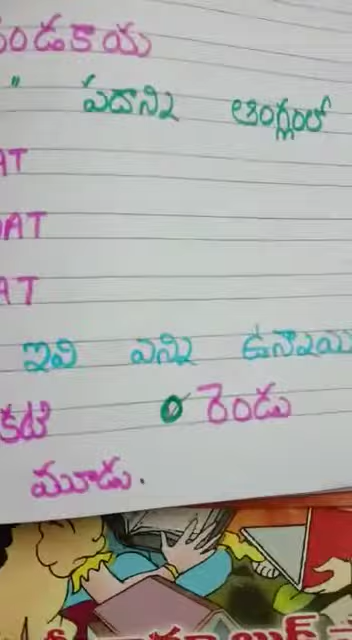 ండకాయ
" పదాన్ని ఆంగ్లంలో
AT
AT
AT
ఇవి ఎన్ని ఉన్నాయి
కటి రెండు
మూడు.